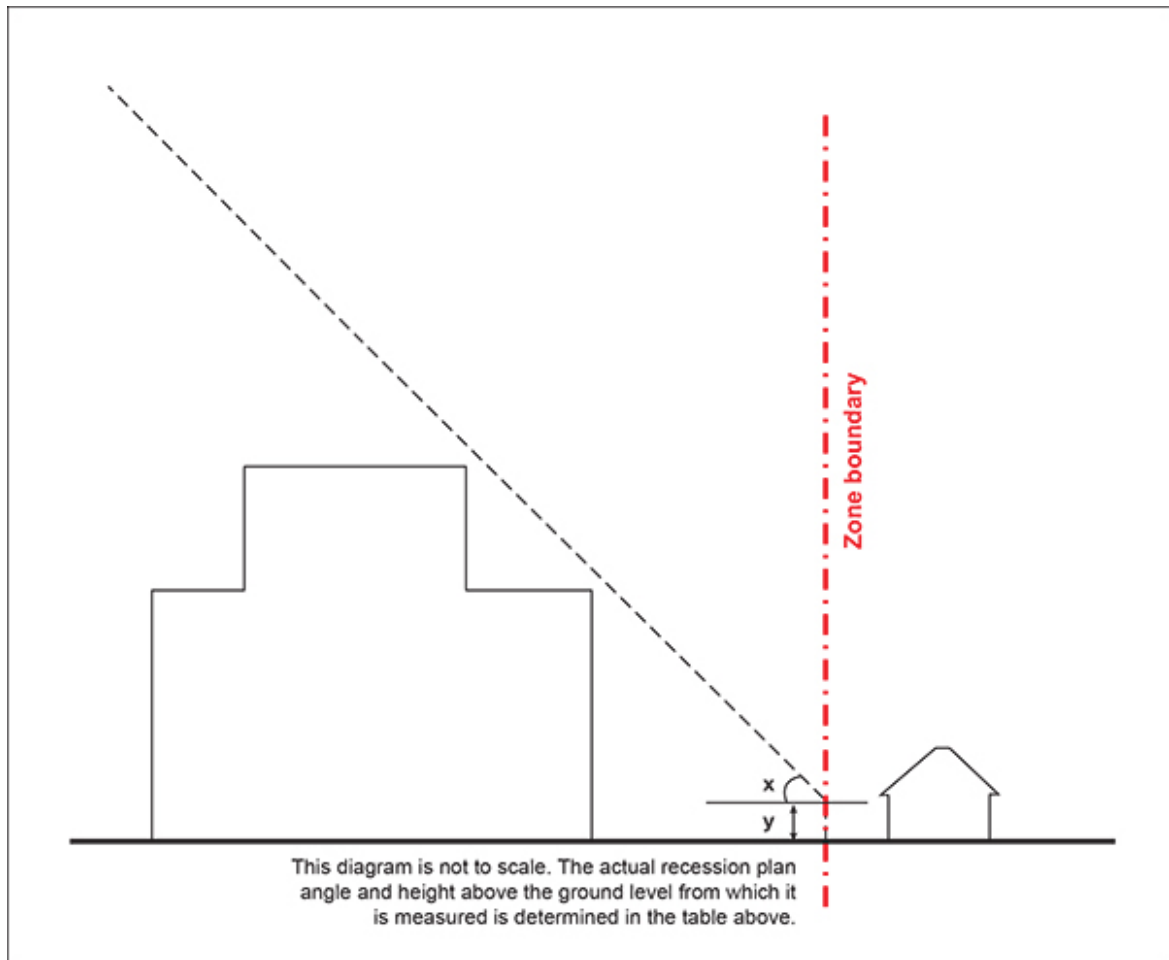 Zone boundary
x
y
This diagram is not to scale. The actual recession plan
angle and height above the ground level from which it
is measured is determined in the table above.